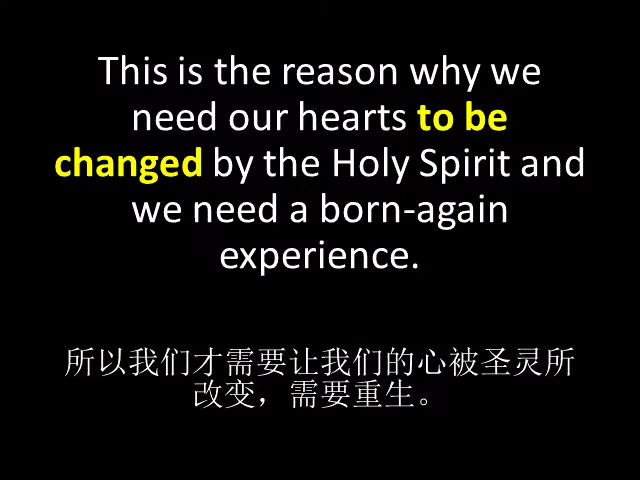 This is the reason why we
need our hearts to be
changed by the Holy Spirit and
we need a born-again
experience.
所以我们才需要让我们的心被圣灵所
改变，需要重生。